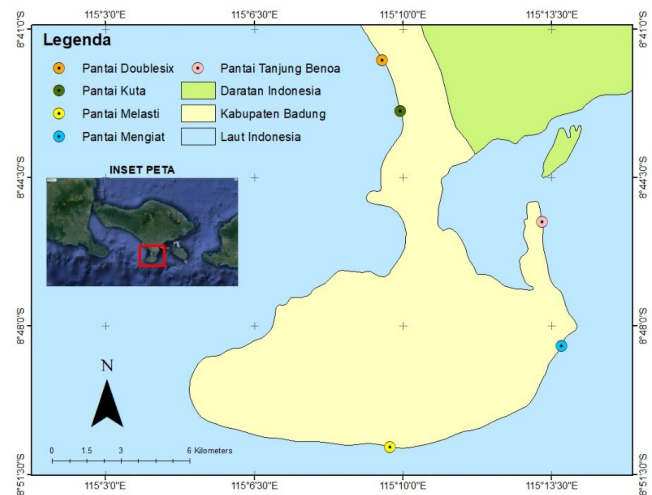 115°3'0"E 115°6'30"E 115°10'0"E 115°13'30"E
8°41'0"S 8°41'0"S
Legenda
Pantai Doublesix Pantai Tanjung Benoa
Pantai Kuta Daratan Indonesia
Pantai Melasti Kabupaten Badung
Pantai Mengiat Laut Indonesia
8°44'30"S 8°44'30"S
INSET PETA
8°48'0"S 8°48'0"S
N
0 1.5 3 6 Kilometers
8°51'30"S 8°51'30"S
115°3'0"E 115°6'30"E 115°10'0"E 115°13'30"E